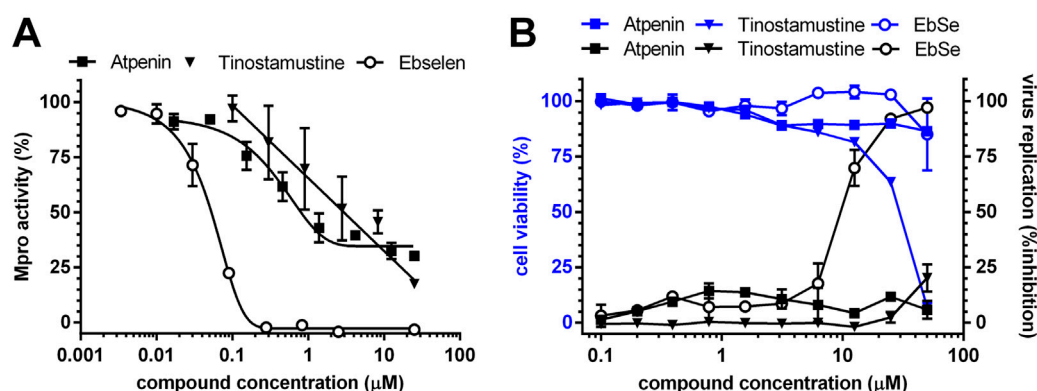 A
Atpenin Tinostamustine Ebselen
Mpro activity (%)
100
75
50
25
0
0.001 0.01 0.1 1 10 100
compound concentration (μM)
B
Atpenin Tinostamustine EbSe
Atpenin Tinostamustine EbSe
cell viability (%)
100
75
50
25
0
0.1 1 10 100
compound concentration (μM)
100
75
50
25
0
virus replication
(%inhibition)